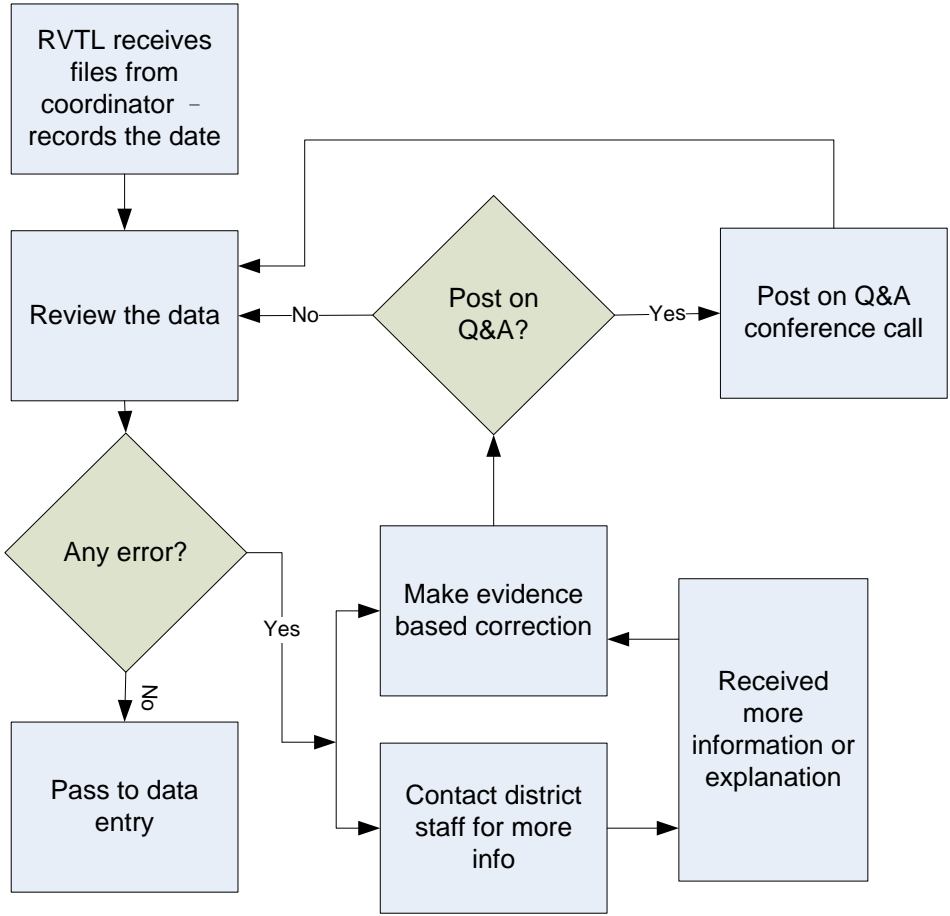 RVTL receives
files from
coordinator –
records the date
Review the data
No
Post on
Q&A?
Yes
Post on Q&A
conference call
Any error?
Yes
No
Make evidence
based correction
Received
more
information or
explanation
Pass to data
entry
Contact district
staff for more
info